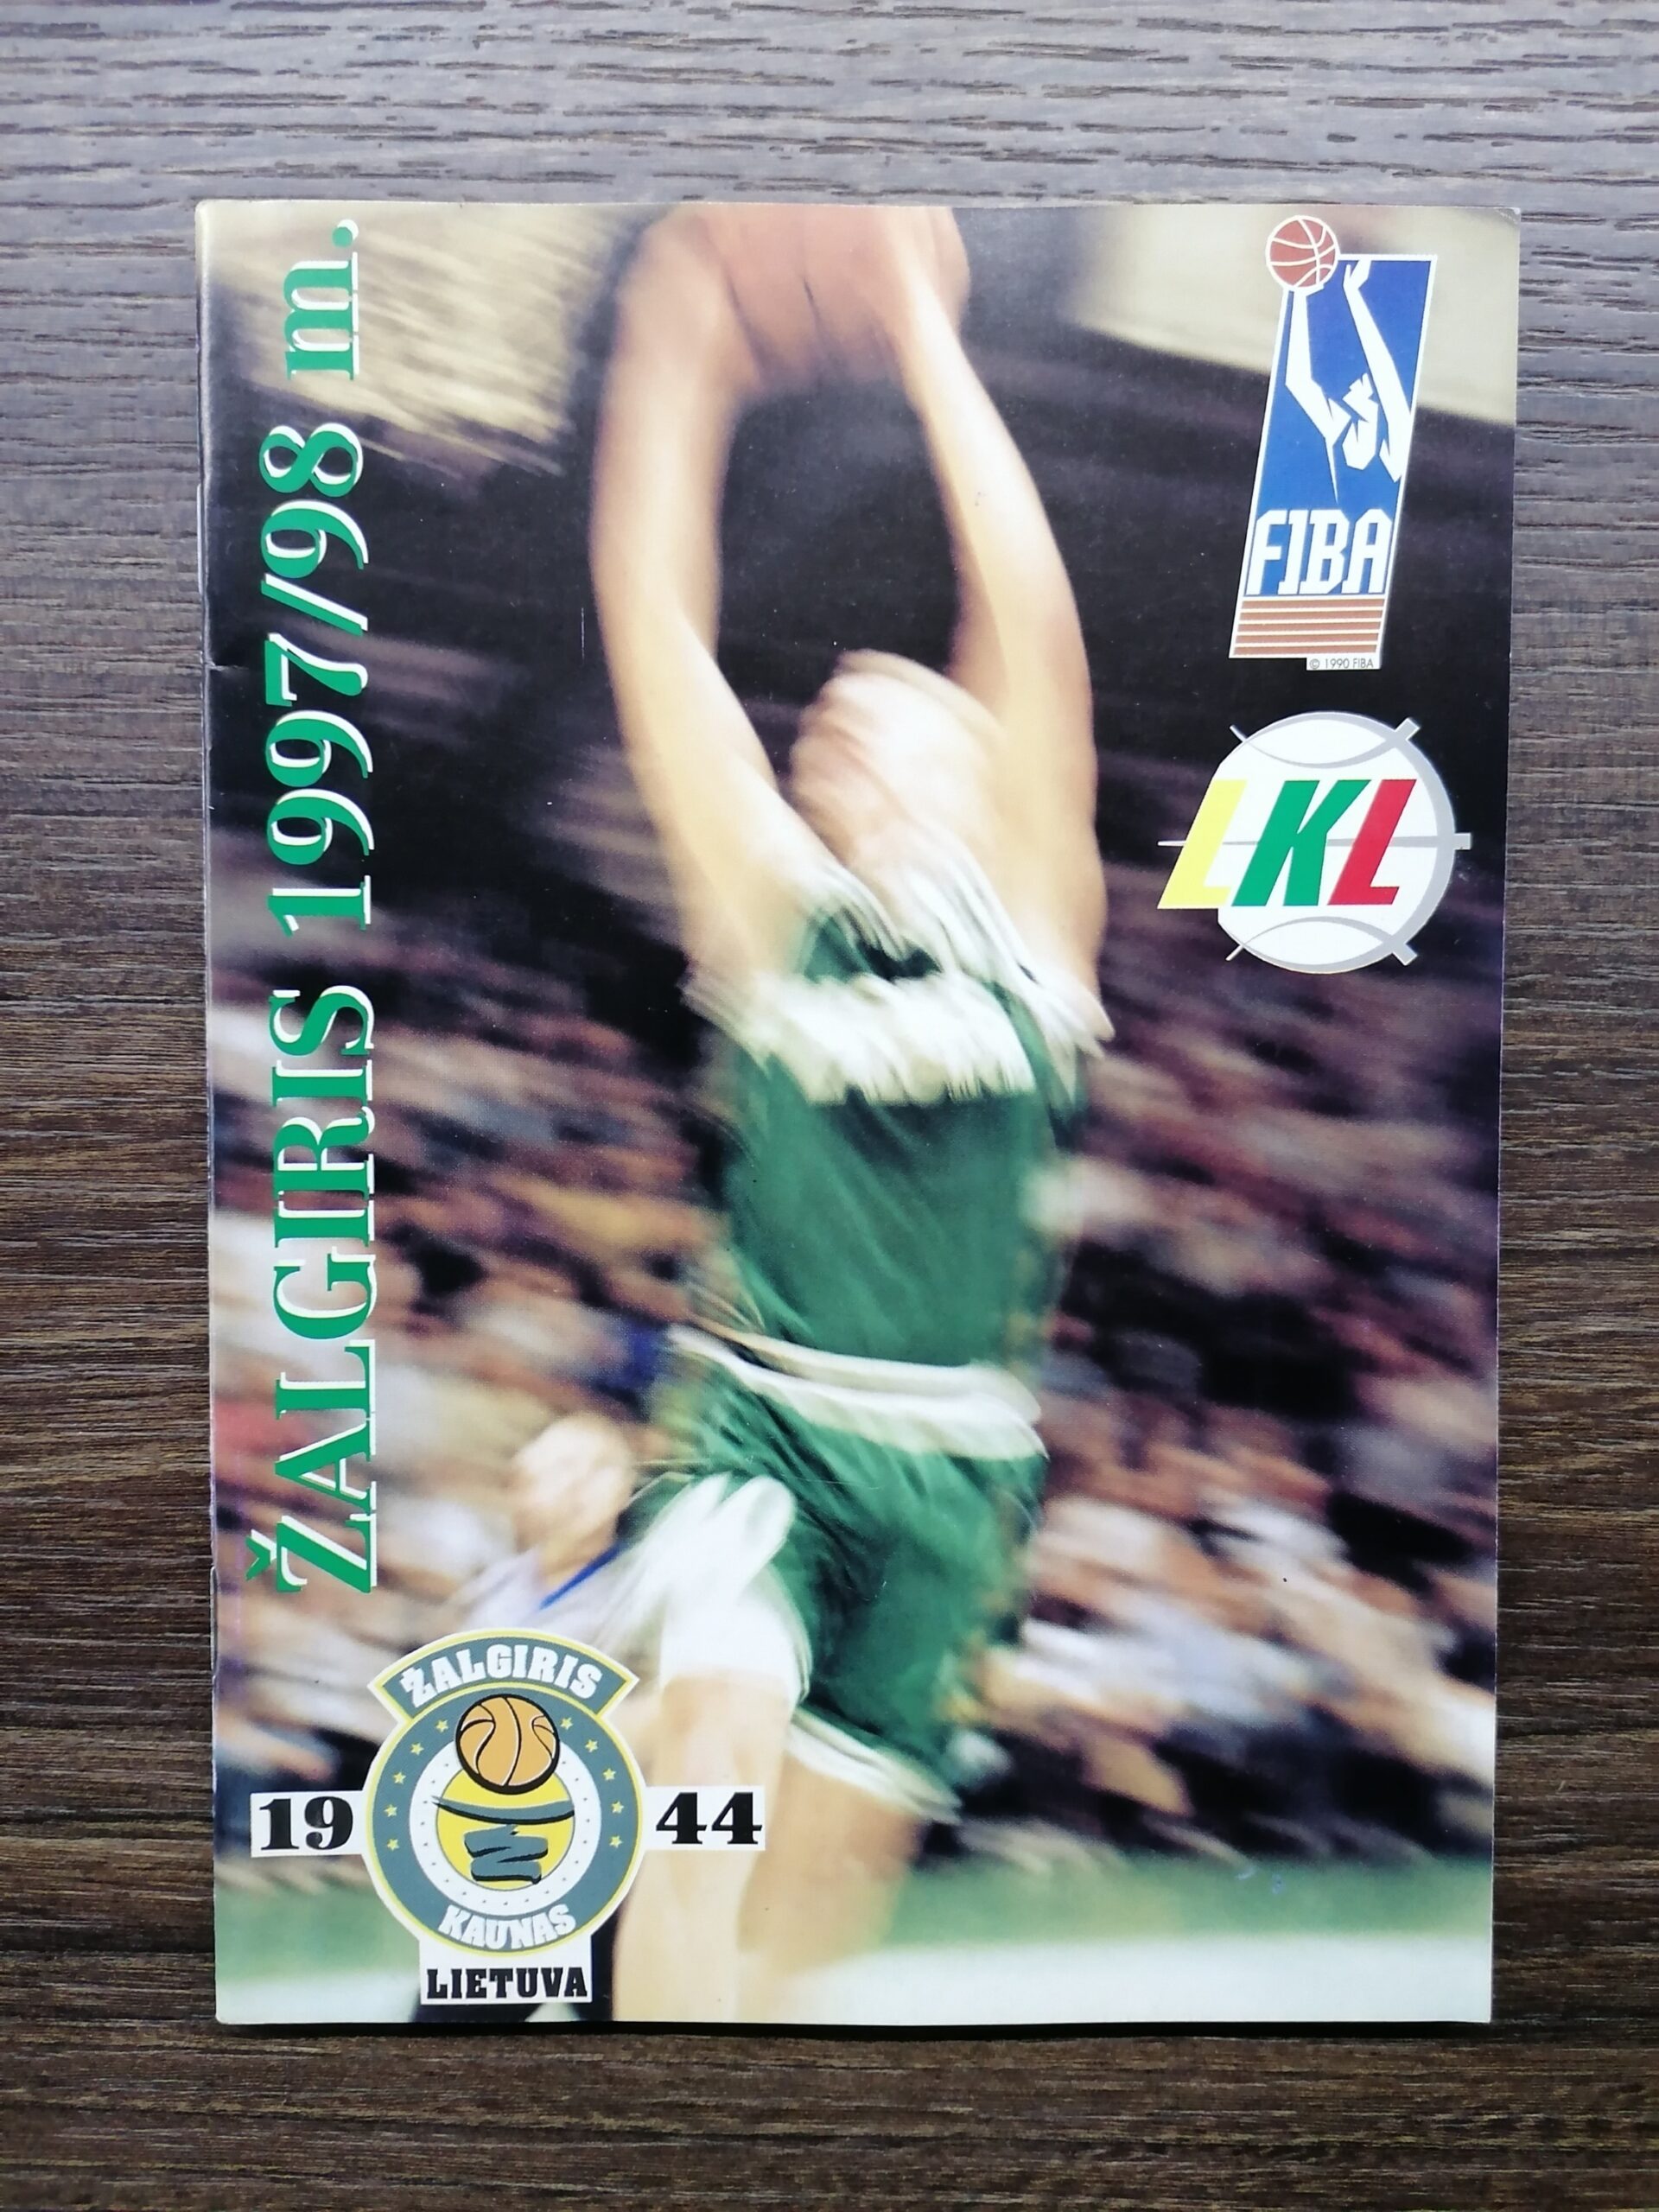 ŽALGIRIS 1997/98 m.
FIBA
© 1990 FIBA
LKL
ŽALGIRIS
19 44
KAUNAS
LIETUVA